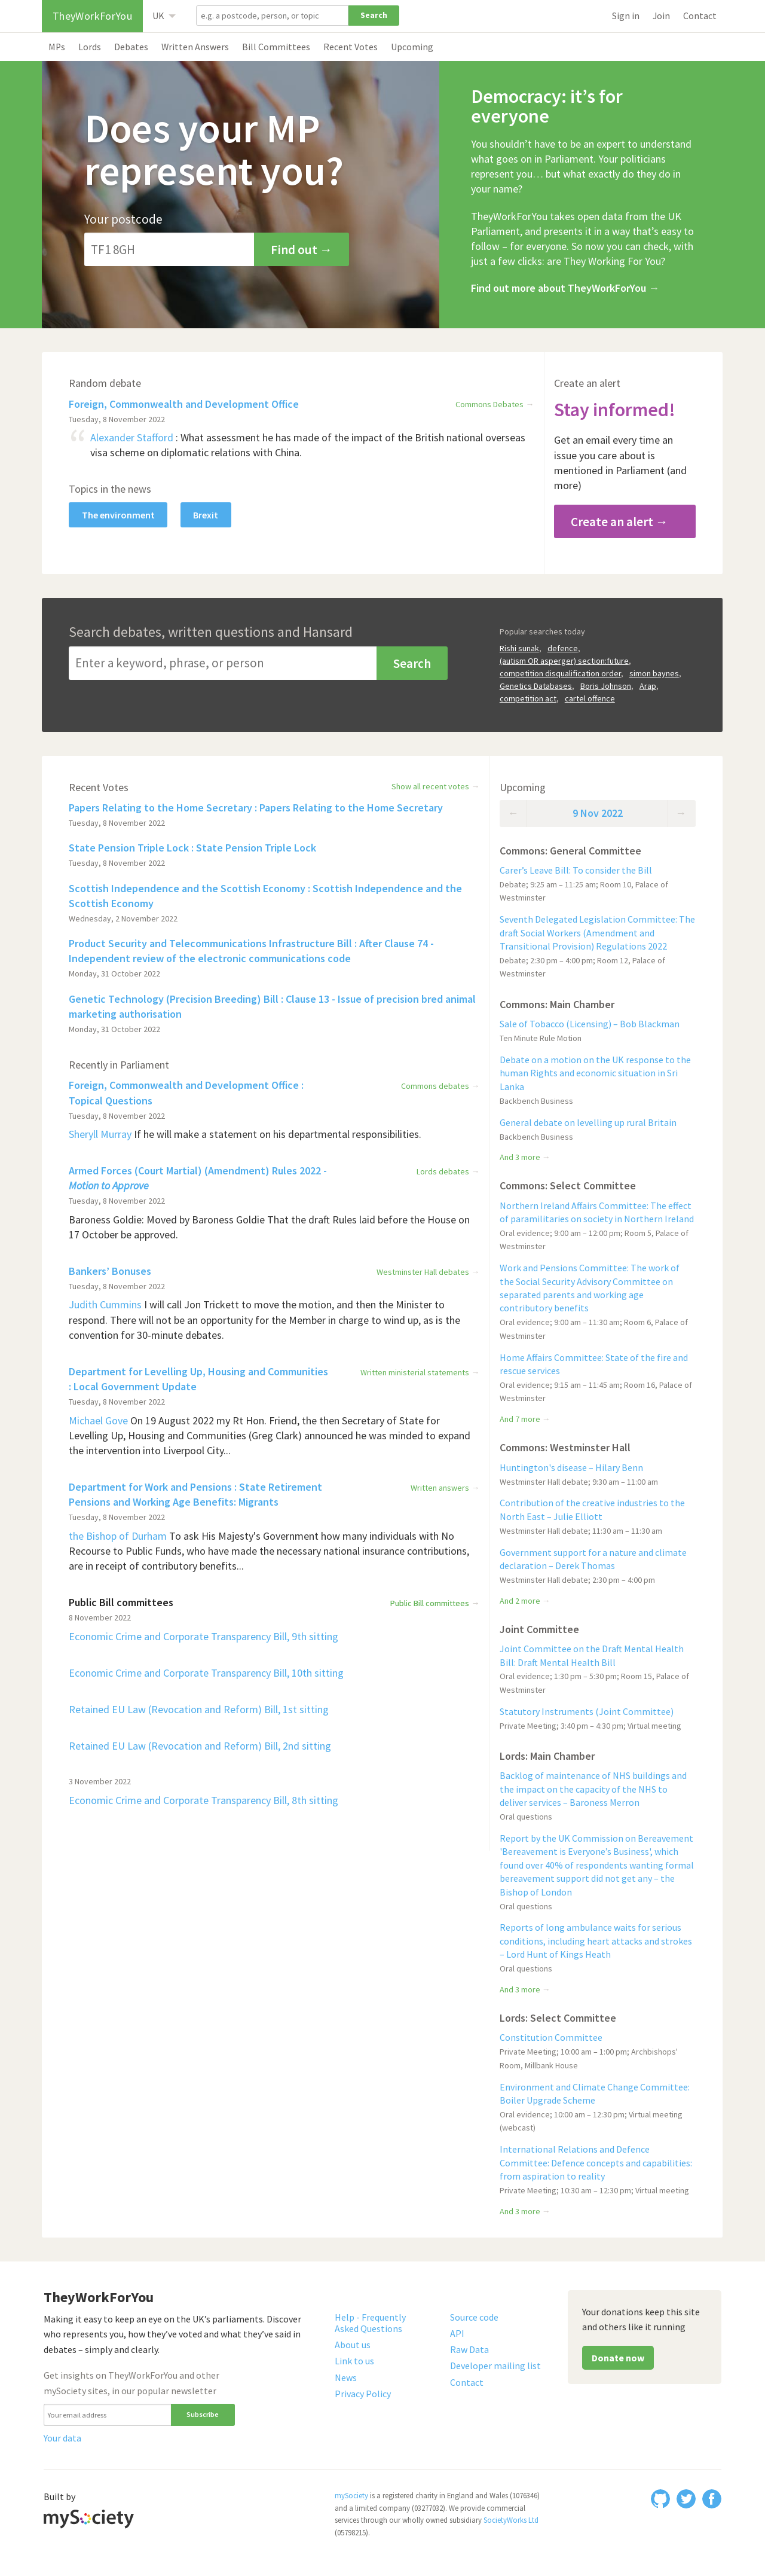 TheyWorkForYou
UK
e.g. a postcode, person, or topic
Search
Sign in
Join
Contact
MPs
Lords
Debates
Written Answers
Bill Committees
Recent Votes
Upcoming
Does your MP
represent you?
Your postcode
TF1 8GH
Find out →
Democracy: it’s for
everyone
You shouldn’t have to be an expert to understand
what goes on in Parliament. Your politicians
represent you… but what exactly do they do in
your name?
TheyWorkForYou takes open data from the UK
Parliament, and presents it in a way that’s easy to
follow – for everyone. So now you can check, with
just a few clicks: are They Working For You?
Find out more about TheyWorkForYou →
Random debate
Foreign, Commonwealth and Development Office
Commons Debates →
Tuesday, 8 November 2022
“
Alexander Stafford : What assessment he has made of the impact of the British national overseas
visa scheme on diplomatic relations with China.
Topics in the news
The environment
Brexit
Create an alert
Stay informed!
Get an email every time an
issue you care about is
mentioned in Parliament (and
more)
Create an alert →
Search debates, written questions and Hansard
Enter a keyword, phrase, or person
Search
Popular searches today
Rishi sunak, defence,
(autism OR asperger) section:future,
competition disqualification order, simon baynes,
Genetics Databases, Boris Johnson, Arap,
competition act, cartel offence
Recent Votes
Show all recent votes →
Papers Relating to the Home Secretary : Papers Relating to the Home Secretary
Tuesday, 8 November 2022
State Pension Triple Lock : State Pension Triple Lock
Tuesday, 8 November 2022
Scottish Independence and the Scottish Economy : Scottish Independence and the
Scottish Economy
Wednesday, 2 November 2022
Product Security and Telecommunications Infrastructure Bill : After Clause 74 -
Independent review of the electronic communications code
Monday, 31 October 2022
Genetic Technology (Precision Breeding) Bill : Clause 13 - Issue of precision bred animal
marketing authorisation
Monday, 31 October 2022
Recently in Parliament
Foreign, Commonwealth and Development Office :
Topical Questions
Commons debates →
Tuesday, 8 November 2022
Sheryll Murray If he will make a statement on his departmental responsibilities.
Armed Forces (Court Martial) (Amendment) Rules 2022 -
Motion to Approve
Lords debates →
Tuesday, 8 November 2022
Baroness Goldie: Moved by Baroness Goldie That the draft Rules laid before the House on
17 October be approved.
Bankers’ Bonuses
Westminster Hall debates →
Tuesday, 8 November 2022
Judith Cummins I will call Jon Trickett to move the motion, and then the Minister to
respond. There will not be an opportunity for the Member in charge to wind up, as is the
convention for 30-minute debates.
Department for Levelling Up, Housing and Communities
: Local Government Update
Written ministerial statements →
Tuesday, 8 November 2022
Michael Gove On 19 August 2022 my Rt Hon. Friend, the then Secretary of State for
Levelling Up, Housing and Communities (Greg Clark) announced he was minded to expand
the intervention into Liverpool City...
Department for Work and Pensions : State Retirement
Pensions and Working Age Benefits: Migrants
Written answers →
Tuesday, 8 November 2022
the Bishop of Durham To ask His Majesty's Government how many individuals with No
Recourse to Public Funds, who have made the necessary national insurance contributions,
are in receipt of contributory benefits...
Public Bill committees
Public Bill committees →
8 November 2022
Economic Crime and Corporate Transparency Bill, 9th sitting
Economic Crime and Corporate Transparency Bill, 10th sitting
Retained EU Law (Revocation and Reform) Bill, 1st sitting
Retained EU Law (Revocation and Reform) Bill, 2nd sitting
3 November 2022
Economic Crime and Corporate Transparency Bill, 8th sitting
Upcoming
←
9 Nov 2022
→
Commons: General Committee
Carer’s Leave Bill: To consider the Bill
Debate; 9:25 am – 11:25 am; Room 10, Palace of
Westminster
Seventh Delegated Legislation Committee: The
draft Social Workers (Amendment and
Transitional Provision) Regulations 2022
Debate; 2:30 pm – 4:00 pm; Room 12, Palace of
Westminster
Commons: Main Chamber
Sale of Tobacco (Licensing) – Bob Blackman
Ten Minute Rule Motion
Debate on a motion on the UK response to the
human Rights and economic situation in Sri
Lanka
Backbench Business
General debate on levelling up rural Britain
Backbench Business
And 3 more →
Commons: Select Committee
Northern Ireland Affairs Committee: The effect
of paramilitaries on society in Northern Ireland
Oral evidence; 9:00 am – 12:00 pm; Room 5, Palace of
Westminster
Work and Pensions Committee: The work of
the Social Security Advisory Committee on
separated parents and working age
contributory benefits
Oral evidence; 9:00 am – 11:30 am; Room 6, Palace of
Westminster
Home Affairs Committee: State of the fire and
rescue services
Oral evidence; 9:15 am – 11:45 am; Room 16, Palace of
Westminster
And 7 more →
Commons: Westminster Hall
Huntington's disease – Hilary Benn
Westminster Hall debate; 9:30 am – 11:00 am
Contribution of the creative industries to the
North East – Julie Elliott
Westminster Hall debate; 11:30 am – 11:30 am
Government support for a nature and climate
declaration – Derek Thomas
Westminster Hall debate; 2:30 pm – 4:00 pm
And 2 more →
Joint Committee
Joint Committee on the Draft Mental Health
Bill: Draft Mental Health Bill
Oral evidence; 1:30 pm – 5:30 pm; Room 15, Palace of
Westminster
Statutory Instruments (Joint Committee)
Private Meeting; 3:40 pm – 4:30 pm; Virtual meeting
Lords: Main Chamber
Backlog of maintenance of NHS buildings and
the impact on the capacity of the NHS to
deliver services – Baroness Merron
Oral questions
Report by the UK Commission on Bereavement
'Bereavement is Everyone’s Business’, which
found over 40% of respondents wanting formal
bereavement support did not get any – the
Bishop of London
Oral questions
Reports of long ambulance waits for serious
conditions, including heart attacks and strokes
– Lord Hunt of Kings Heath
Oral questions
And 3 more →
Lords: Select Committee
Constitution Committee
Private Meeting; 10:00 am – 1:00 pm; Archbishops'
Room, Millbank House
Environment and Climate Change Committee:
Boiler Upgrade Scheme
Oral evidence; 10:00 am – 12:30 pm; Virtual meeting
(webcast)
International Relations and Defence
Committee: Defence concepts and capabilities:
from aspiration to reality
Private Meeting; 10:30 am – 12:30 pm; Virtual meeting
And 3 more →
TheyWorkForYou
Making it easy to keep an eye on the UK’s parliaments. Discover
who represents you, how they’ve voted and what they’ve said in
debates – simply and clearly.
Get insights on TheyWorkForYou and other
mySociety sites, in our popular newsletter
Your email address
Subscribe
Your data
Help - Frequently
Asked Questions
About us
Link to us
News
Privacy Policy
Source code
API
Raw Data
Developer mailing list
Contact
Your donations keep this site
and others like it running
Donate now
Built by
mySociety
mySociety is a registered charity in England and Wales (1076346)
and a limited company (03277032). We provide commercial
services through our wholly owned subsidiary SocietyWorks Ltd
(05798215).